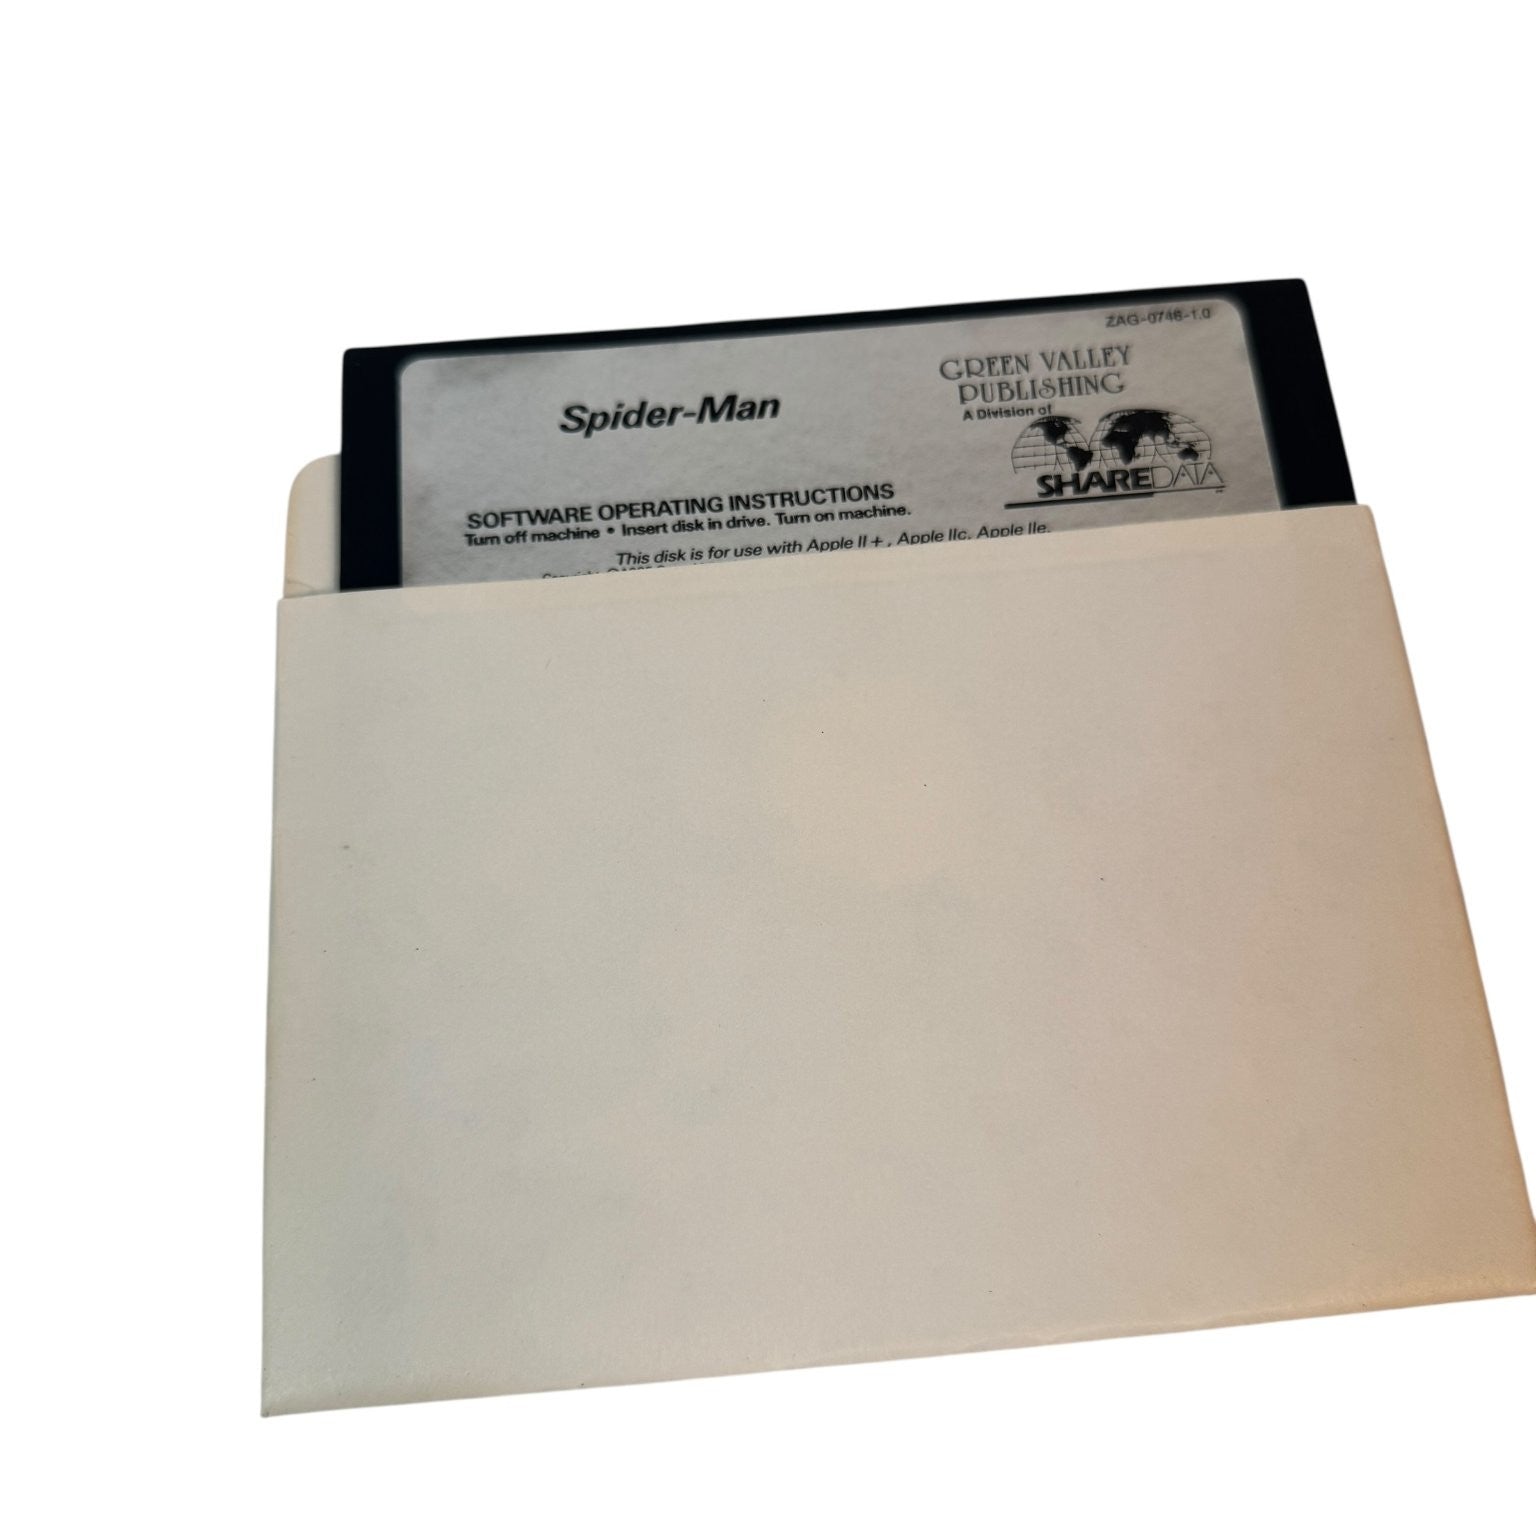 ZAG-0746-1.0
GREEN VALLEY
PUBLISHING
A Division of
SHAREDATA
Spider-Man
SOFTWARE OPERATING INSTRUCTIONS
Turn off machine • Insert disk in drive. Turn on machine.
This disk is for use with Apple II+, Apple IIc, Apple IIe.